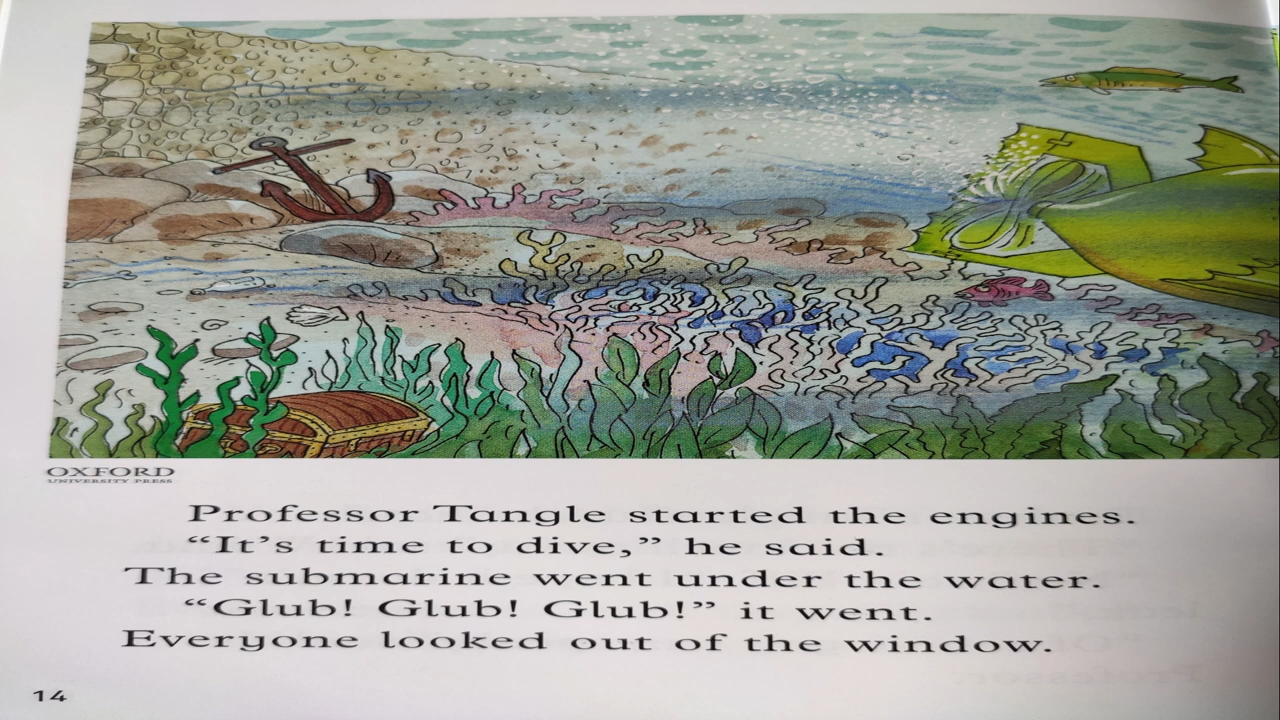 OXFORD
UNIVERSITY PRESS
Professor Tangle started the engines.
“It’s time to dive,” he said.
The submarine went under the water.
“Glub! Glub! Glub!” it went.
Everyone looked out of the window.
14